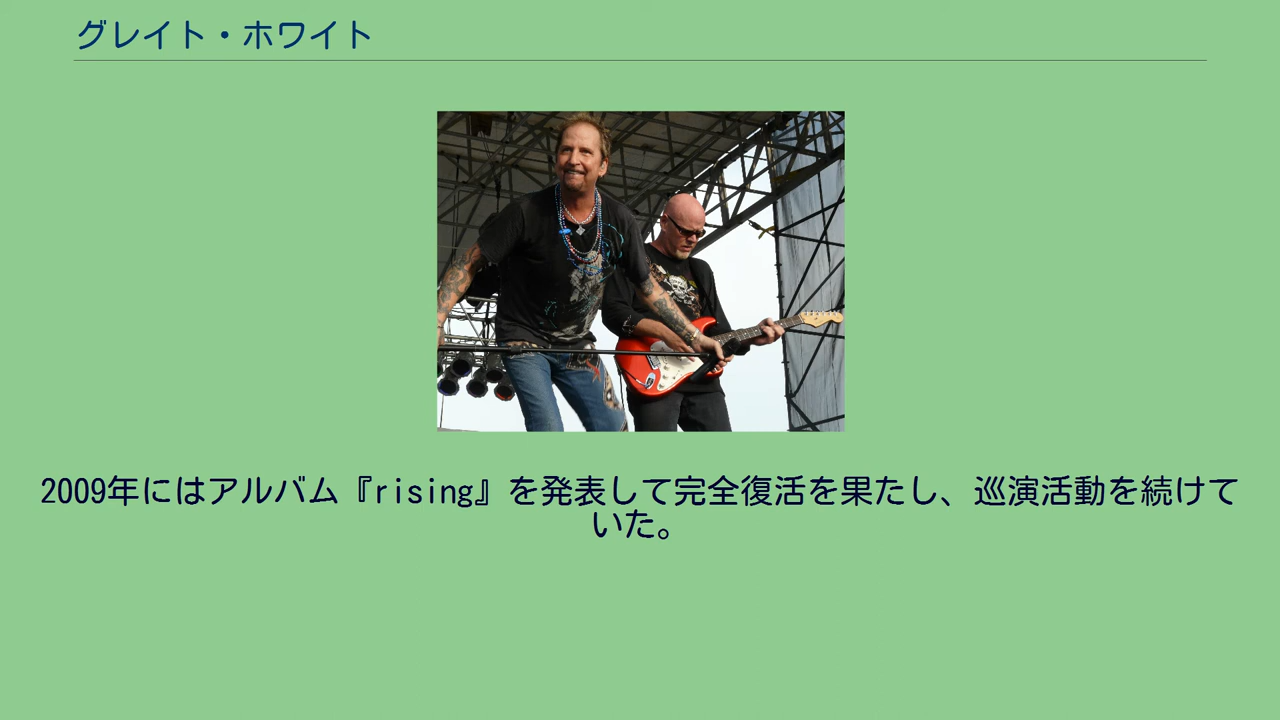 グレイト・ホワイト
2009年にはアルバム『rising』を発表して完全復活を果たし、巡演活動を続けて
いた。